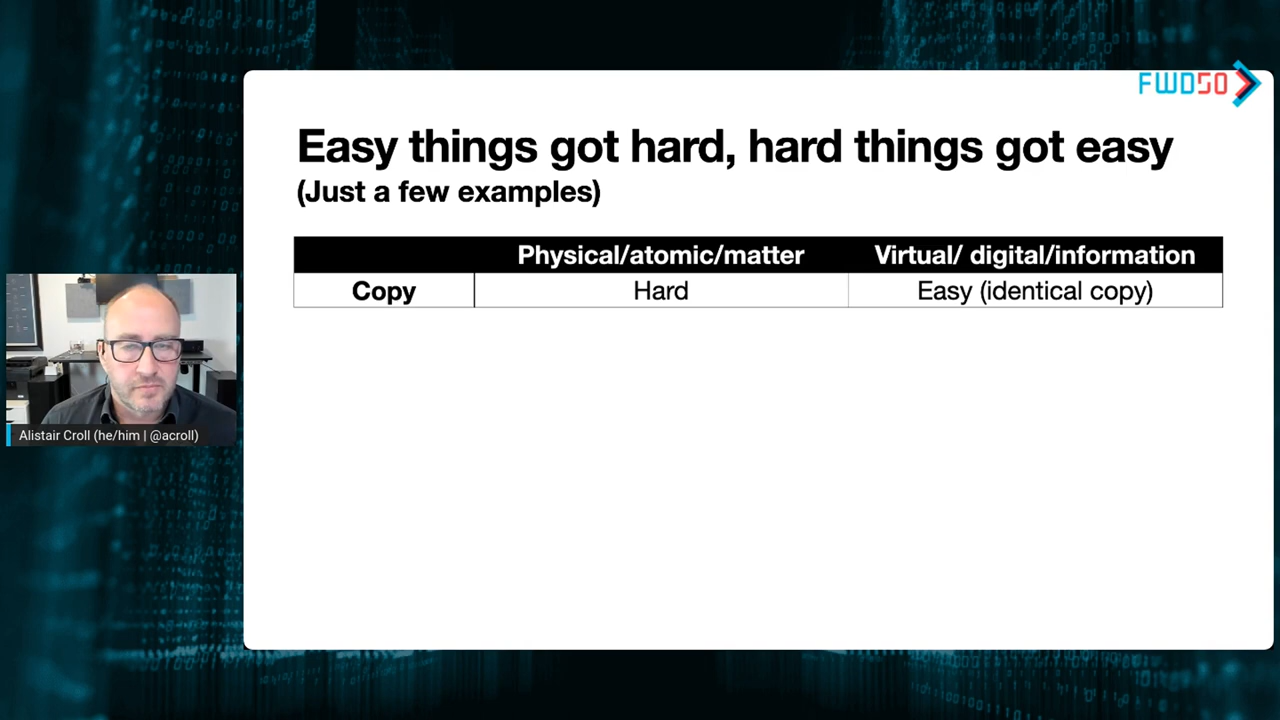 FWD50
Easy things got hard, hard things got easy
(Just a few examples)
Physical/atomic/matter Virtual/ digital/information
Copy Hard Easy (identical copy)
Alistair Croll (he/him | @acroll)